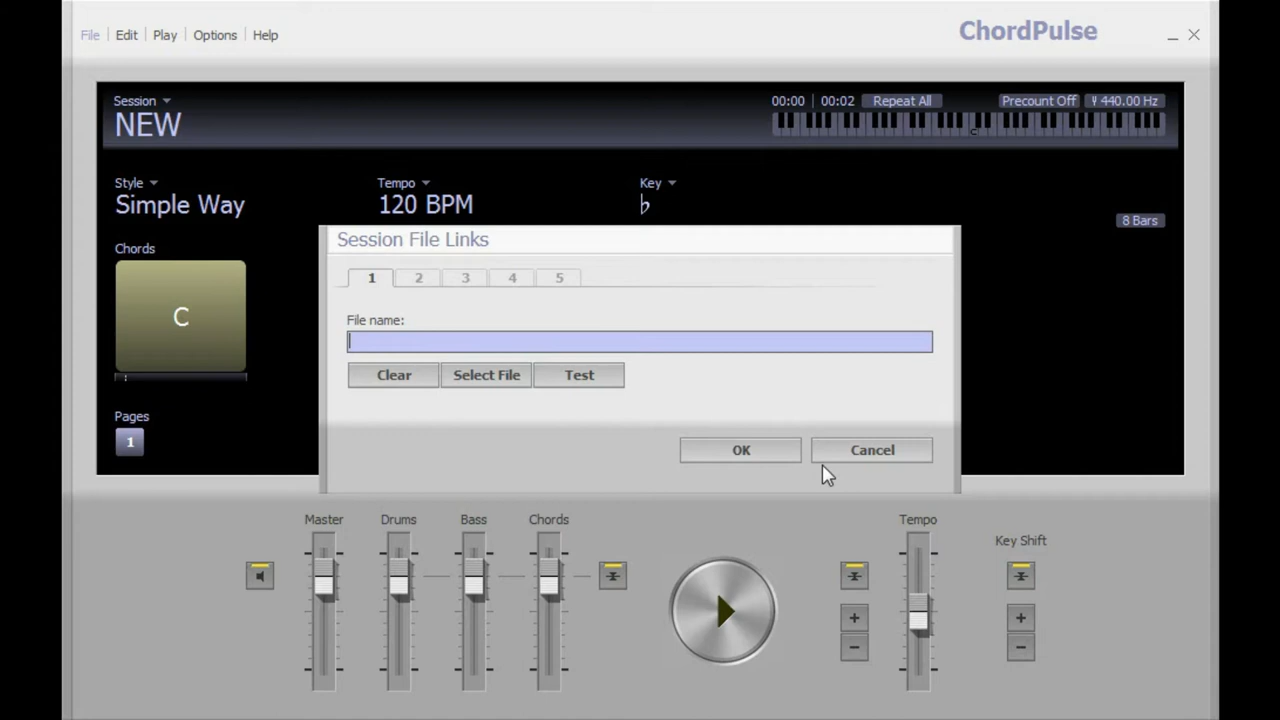 File Edit Play Options Help
ChordPulse
Session
NEW
00:00 00:02 Repeat All Precount Off 440.00 Hz
C
Style
Simple Way
Tempo
120 BPM
Key
♭
8 Bars
Chords
C
Pages
1
Session File Links
1 2 3 4 5
File name:
Clear Select File Test
OK Cancel
Master Drums Bass Chords
Tempo
Key Shift
+ +
− −